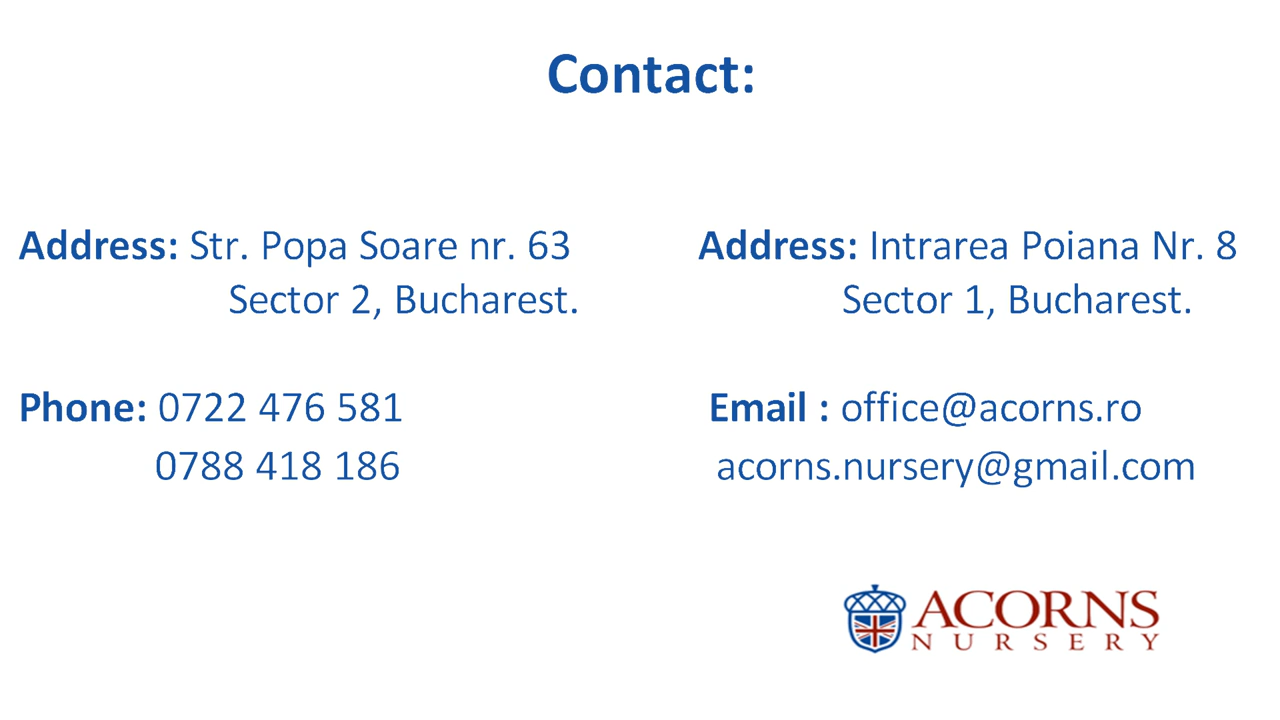 Contact:
Address: Str. Popa Soare nr. 63
Sector 2, Bucharest.
Address: Intrarea Poiana Nr. 8
Sector 1, Bucharest.
Phone: 0722 476 581
0788 418 186
Email : office@acorns.ro
acorns.nursery@gmail.com
ACORNS
NURSERY